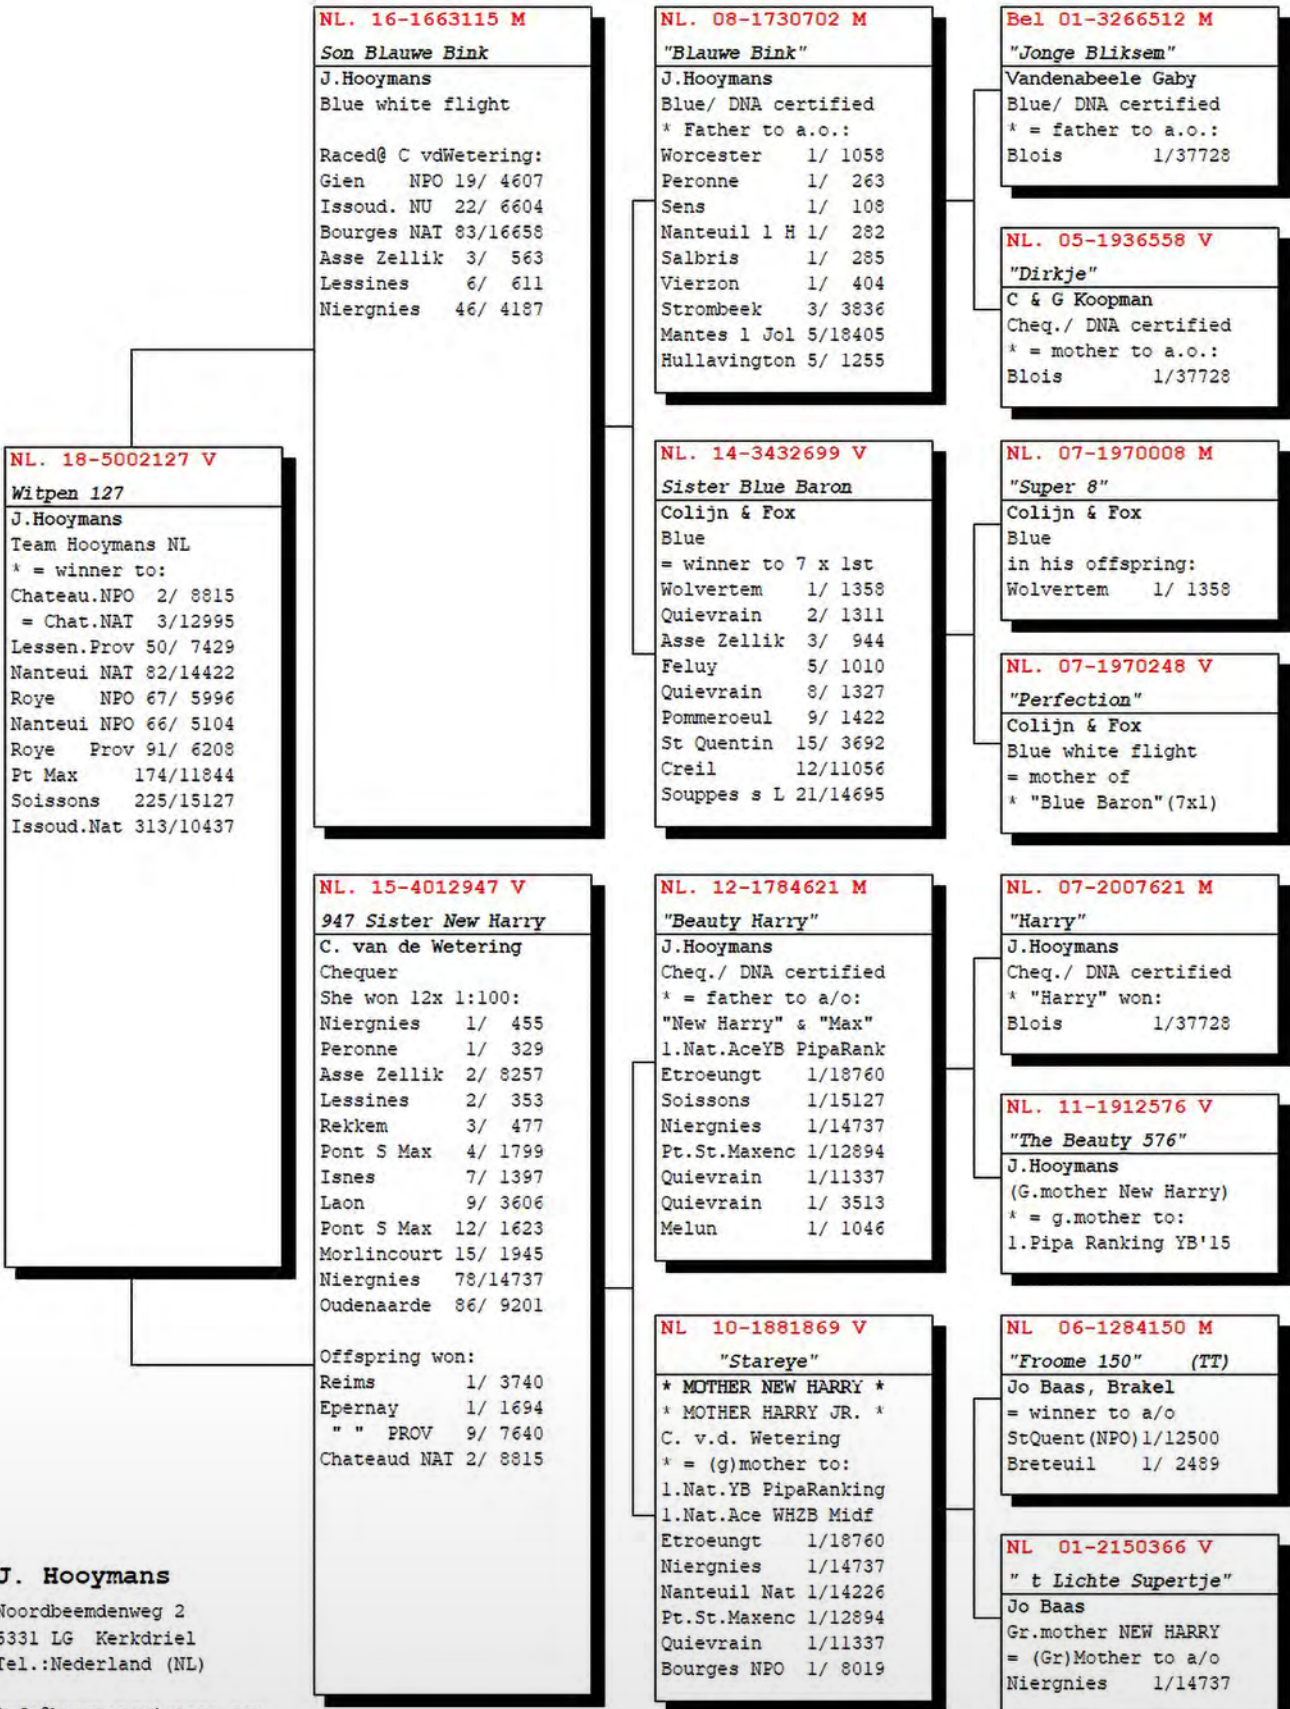 NL. 18-5002127 V
Witpen 127
J.Hooymans
Team Hooymans NL
* = winner to:
Chateau.NPO 2/ 8815
= Chat.NAT 3/12995
Lessen.Prov 50/ 7429
Nanteui NAT 82/14422
Roye NPO 67/ 5996
Nanteui NPO 66/ 5104
Roye Prov 91/ 6208
Pt Max 174/11844
Soissons 225/15127
Issoud.Nat 313/10437
NL. 16-1663115 M
Son Blauwe Bink
J.Hooymans
Blue white flight
Raced@ C vdWetering:
Gien NPO 19/ 4607
Issoud. NU 22/ 6604
Bourges NAT 83/16658
Asse Zellik 3/ 563
Lessines 6/ 611
Niergnies 46/ 4187
NL. 15-4012947 V
947 Sister New Harry
C. van de Wetering
Chequer
She won 12x 1:100:
Niergnies 1/ 455
Peronne 1/ 329
Asse Zellik 2/ 8257
Lessines 2/ 353
Rekkem 3/ 477
Pont S Max 4/ 1799
Isnes 7/ 1397
Laon 9/ 3606
Pont S Max 12/ 1623
Morlincourt 15/ 1945
Niergnies 78/14737
Oudenaarde 86/ 9201
Offspring won:
Reims 1/ 3740
Epernay 1/ 1694
" " PROV 9/ 7640
Chateaud NAT 2/ 8815
NL. 08-1730702 M
"Blauwe Bink"
J.Hooymans
Blue/ DNA certified
* Father to a.o.:
Worcester 1/ 1058
Peronne 1/ 263
Sens 1/ 108
Nanteuil l H 1/ 282
Salbris 1/ 285
Vierzon 1/ 404
Strombeek 3/ 3836
Mantes l Jol 5/18405
Hullavington 5/ 1255
NL. 14-3432699 V
Sister Blue Baron
Colijn & Fox
Blue
= winner to 7 x 1st
Wolvertem 1/ 1358
Quievrain 2/ 1311
Asse Zellik 3/ 944
Feluy 5/ 1010
Quievrain 8/ 1327
Pommeroeul 9/ 1422
St Quentin 15/ 3692
Creil 12/11056
Souppes s L 21/14695
NL. 12-1784621 M
"Beauty Harry"
J.Hooymans
Cheq./ DNA certified
* = father to a/o:
"New Harry" & "Max"
1.Nat.AceYB PipaRank
Etroeungt 1/18760
Soissons 1/15127
Niergnies 1/14737
Pt.St.Maxenc 1/12894
Quievrain 1/11337
Quievrain 1/ 3513
Melun 1/ 1046
NL 10-1881869 V
"Stareye"
* MOTHER NEW HARRY *
* MOTHER HARRY JR. *
C. v.d. Wetering
* = (g)mother to:
1.Nat.YB PipaRanking
1.Nat.Ace WHZB Midf
Etroeungt 1/18760
Niergnies 1/14737
Nanteuil Nat 1/14226
Pt.St.Maxenc 1/12894
Quievrain 1/11337
Bourges NPO 1/ 8019
Bel 01-3266512 M
"Jonge Bliksem"
Vandenabeele Gaby
Blue/ DNA certified
* = father to a.o.:
Blois 1/37728
NL. 05-1936558 V
"Dirkje"
C & G Koopman
Cheq./ DNA certified
* = mother to a.o.:
Blois 1/37728
NL. 07-1970008 M
"Super 8"
Colijn & Fox
Blue
in his offspring:
Wolvertem 1/ 1358
NL. 07-1970248 V
"Perfection"
Colijn & Fox
Blue white flight
= mother of
* "Blue Baron"(7x1)
NL. 07-2007621 M
"Harry"
J.Hooymans
Cheq./ DNA certified
* "Harry" won:
Blois 1/37728
NL. 11-1912576 V
"The Beauty 576"
J.Hooymans
(G.mother New Harry)
* = g.mother to:
1.Pipa Ranking YB'15
NL 06-1284150 M
"Froome 150" (TT)
Jo Baas, Brakel
= winner to a/o
StQuent(NPO)1/12500
Breteuil 1/ 2489
NL 01-2150366 V
" t Lichte Supertje"
Jo Baas
Gr.mother NEW HARRY
= (Gr)Mother to a/o
Niergnies 1/14737
J. Hooymans
Noordbeemdenweg 2
5331 LG Kerkdriel
Tel.:Nederland (NL)